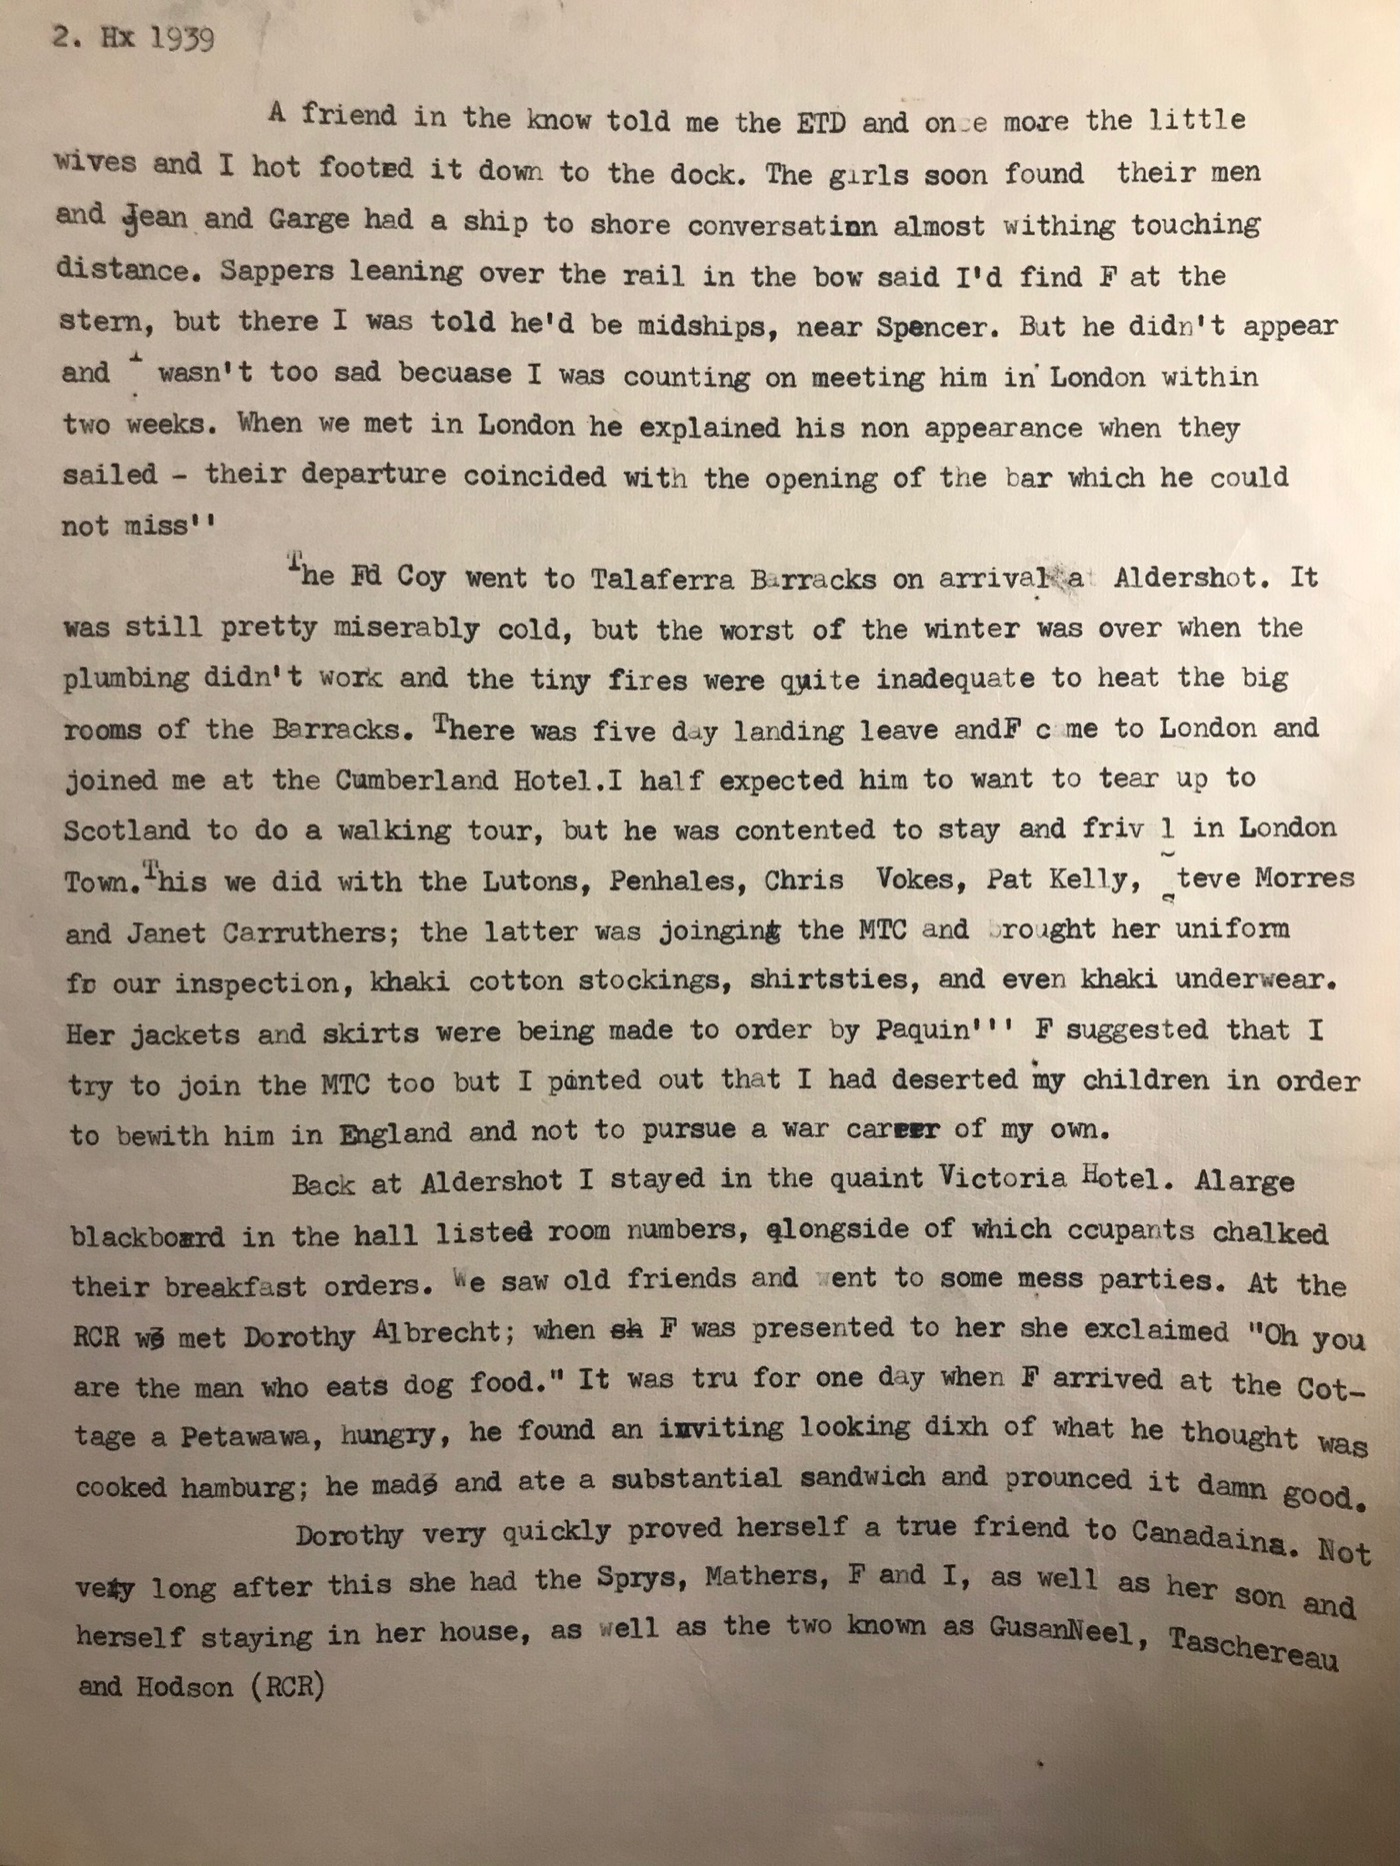 2. Hx 1939
A friend in the know told me the ETD and once more the little
wives and I hot footed it down to the dock. The girls soon found their men
and Jean and Garge had a ship to shore conversation almost withing touching
distance. Sappers leaning over the rail in the bow said I'd find F at the
stern, but there I was told he'd be midships, near Spencer. But he didn't appear
and I wasn't too sad becuase I was counting on meeting him in London within
two weeks. When we met in London he explained his non appearance when they
sailed - their departure coincided with the opening of the bar which he could
not miss''
The Fd Coy went to Talaferra Barracks on arrival at Aldershot. It
was still pretty miserably cold, but the worst of the winter was over when the
plumbing didn't work and the tiny fires were quite inadequate to heat the big
rooms of the Barracks. There was five day landing leave andF c me to London and
joined me at the Cumberland Hotel.I half expected him to want to tear up to
Scotland to do a walking tour, but he was contented to stay and friv l in London
Town.This we did with the Lutons, Penhales, Chris Vokes, Pat Kelly, Steve Morres
and Janet Carruthers; the latter was joinging the MTC and brought her uniform
fr our inspection, khaki cotton stockings, shirtsties, and even khaki underwear.
Her jackets and skirts were being made to order by Paquin''' F suggested that I
try to join the MTC too but I pointed out that I had deserted my children in order
to bewith him in England and not to pursue a war career of my own.
Back at Aldershot I stayed in the quaint Victoria Hotel. Alarge
blackboard in the hall listed room numbers, alongside of which ccupants chalked
their breakfast orders. We saw old friends and went to some mess parties. At the
RCR we met Dorothy Albrecht; when sh F was presented to her she exclaimed "Oh you
are the man who eats dog food." It was tru for one day when F arrived at the Cot-
tage a Petawawa, hungry, he found an inviting looking dixh of what he thought was
cooked hamburg; he made and ate a substantial sandwich and prounced it damn good.
Dorothy very quickly proved herself a true friend to Canadains. Not
very long after this she had the Sprys, Mathers, F and I, as well as her son and
herself staying in her house, as well as the two known as GusanNeel, Taschereau
and Hodson (RCR)